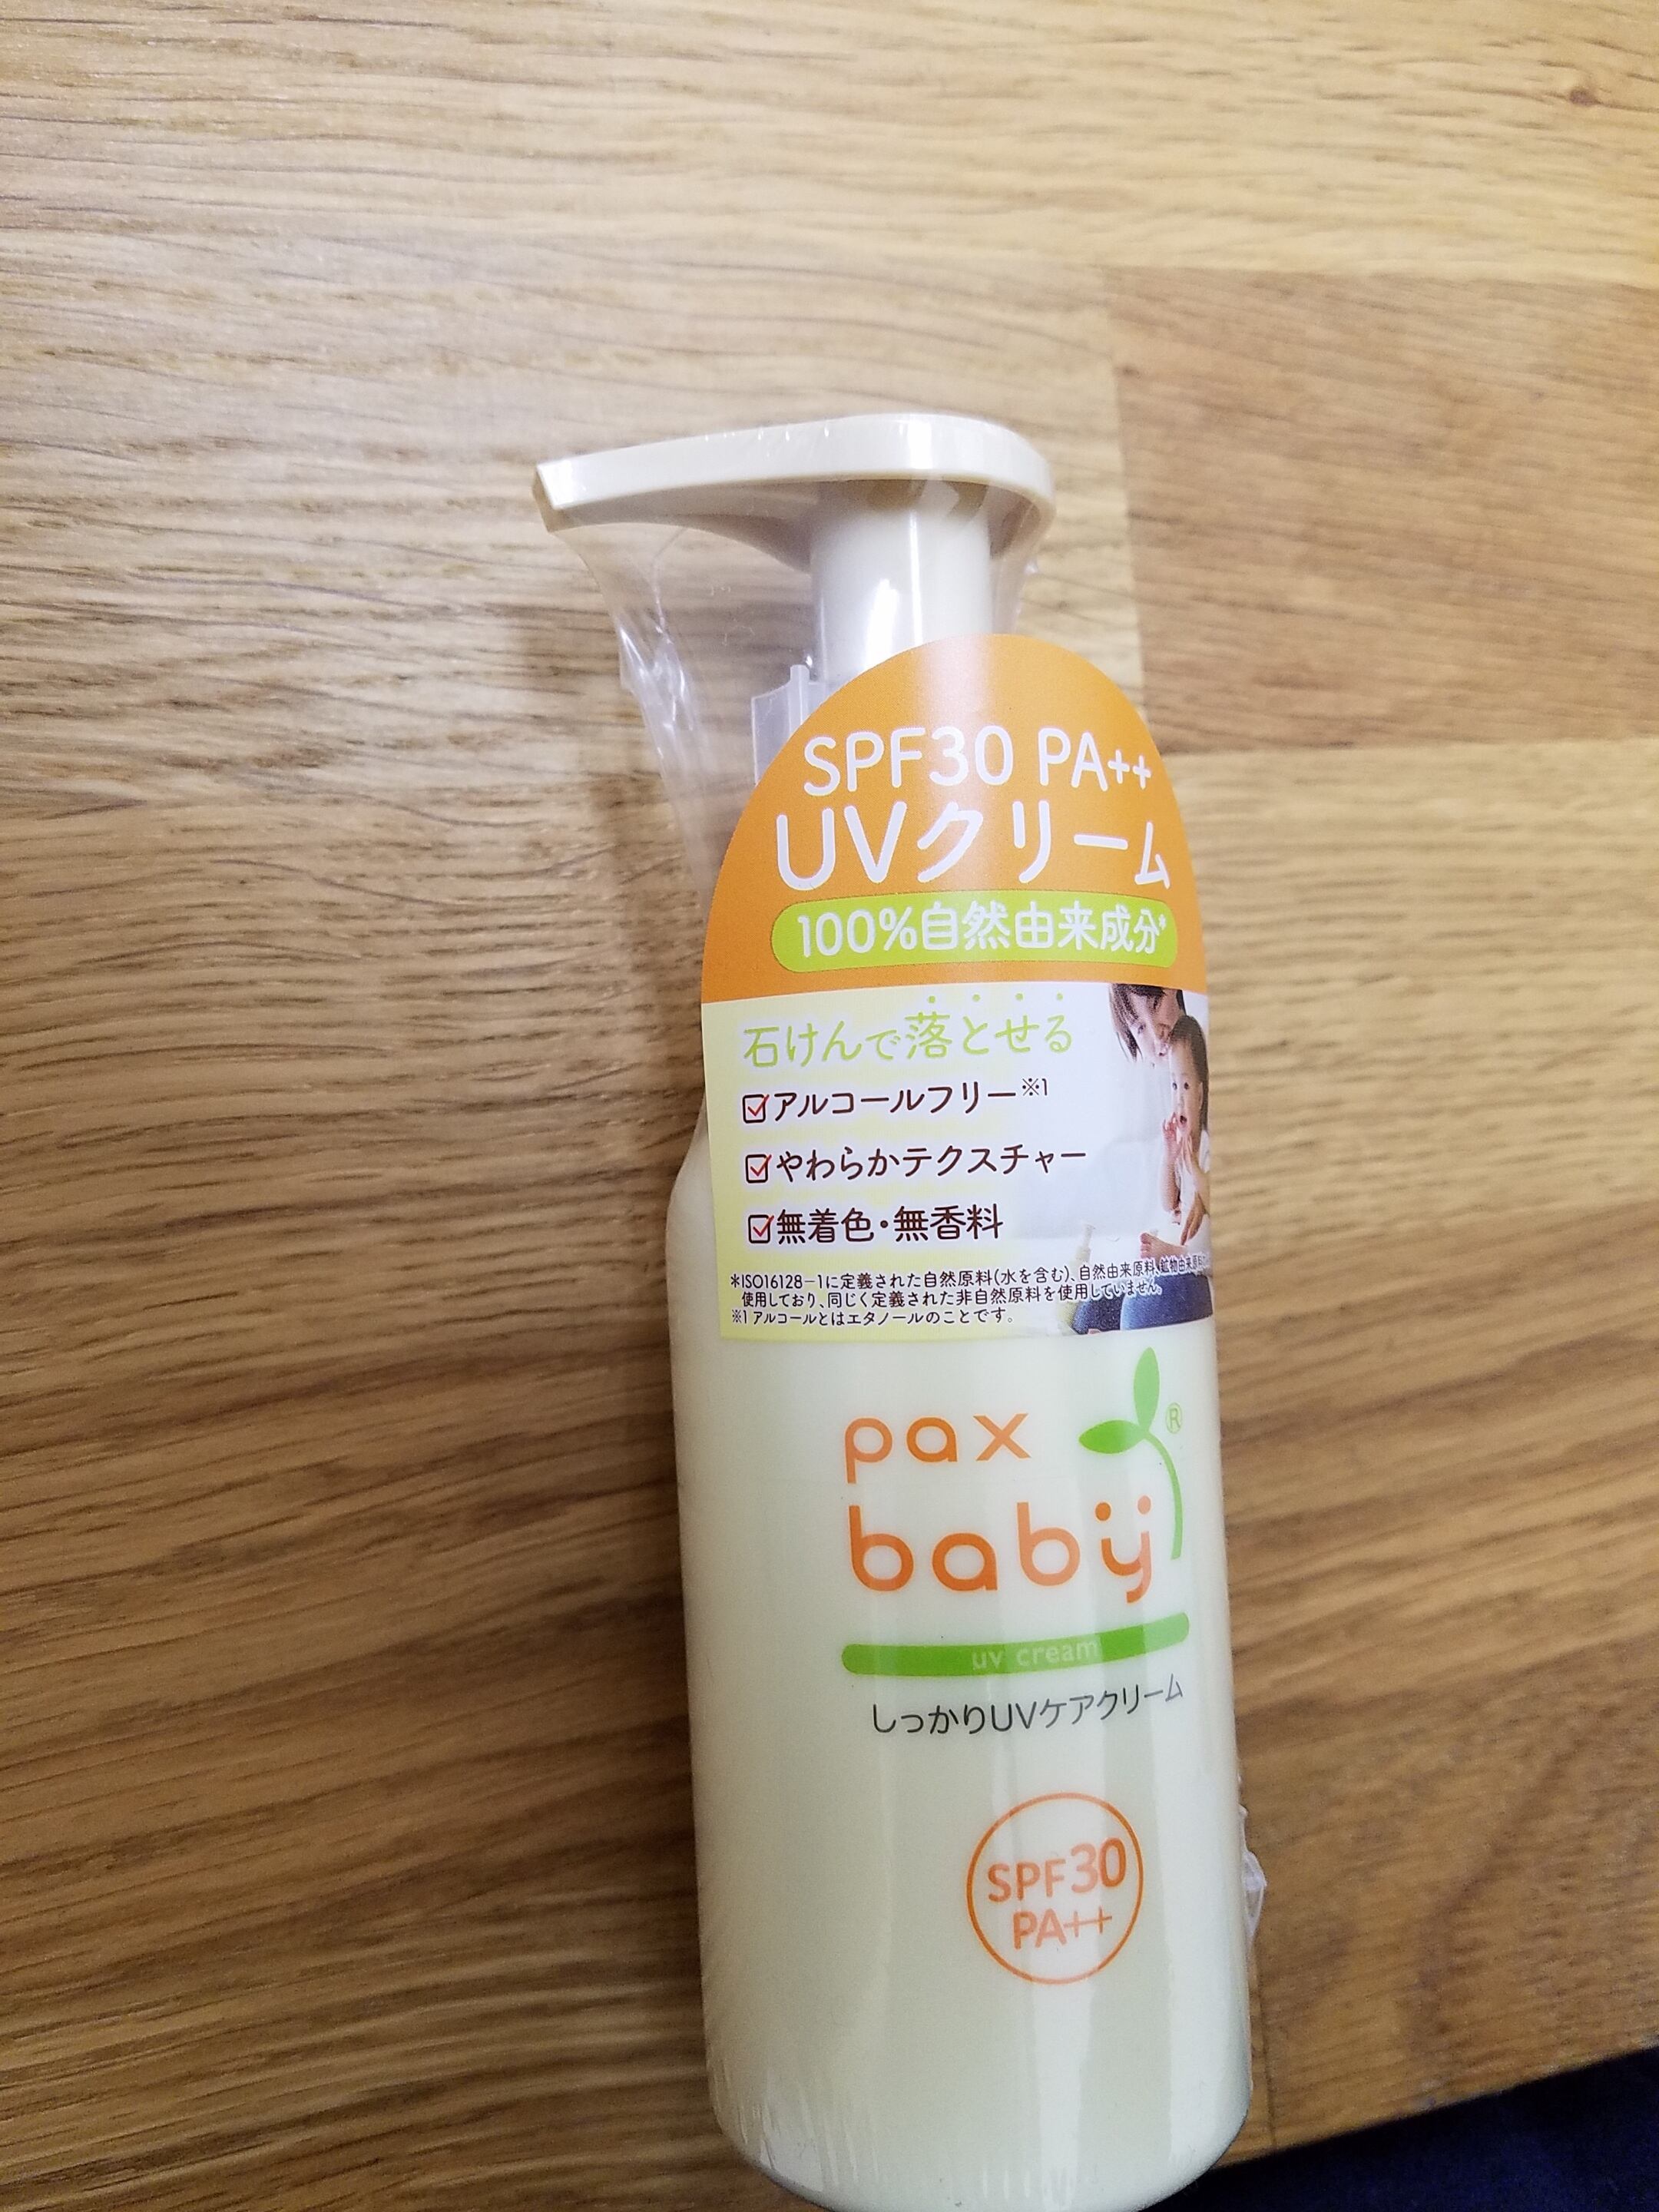 SPF30 PA++
UVクリーム
100%自然由来成分*
石けんで落とせる
アルコールフリー※1
やわらかテクスチャー
無着色・無香料
*ISO16128-1に定義された自然原料(水を含む)、自然由来原料、鉱物由来原料
使用しており、同じく定義された非自然原料を使用していません。
※1 アルコールとはエタノールのことです。
pax
baby
®
uv cream
しっかりUVケアクリーム
SPF30
PA++